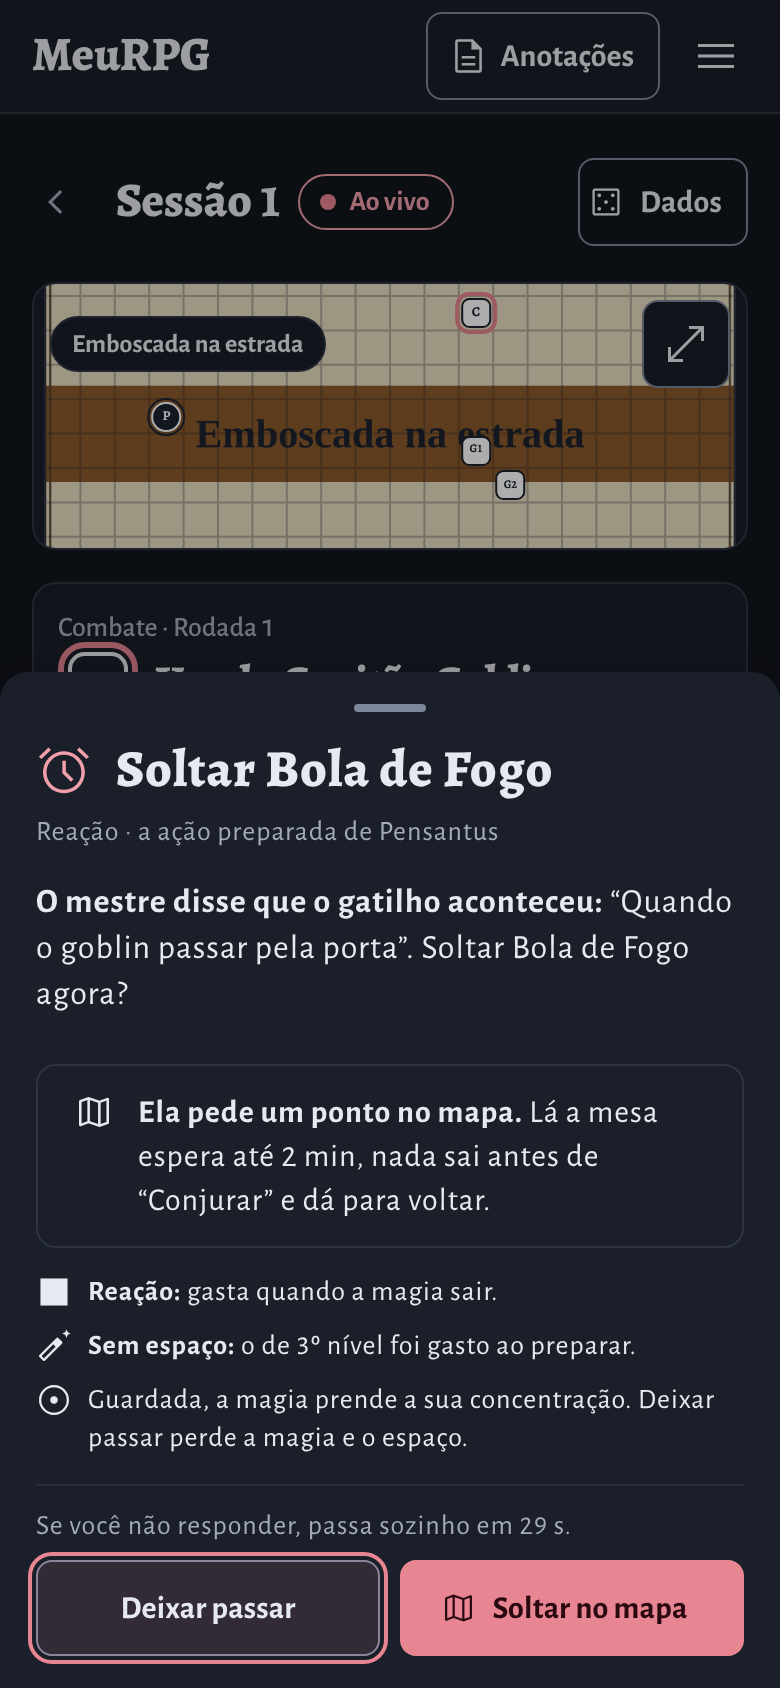 MeuRPG
Anotações
Sessão 1
Ao vivo
Dados
C
Emboscada na estrada
P
Emboscada na estrada
G1
G2
Combate · Rodada 1
Soltar Bola de Fogo
Reação · a ação preparada de Pensantus
O mestre disse que o gatilho aconteceu: “Quando
o goblin passar pela porta”. Soltar Bola de Fogo
agora?
Ela pede um ponto no mapa. Lá a mesa
espera até 2 min, nada sai antes de
“Conjurar” e dá para voltar.
Reação: gasta quando a magia sair.
Sem espaço: o de 3º nível foi gasto ao preparar.
Guardada, a magia prende a sua concentração. Deixar
passar perde a magia e o espaço.
Se você não responder, passa sozinho em 29 s.
Deixar passar
Soltar no mapa